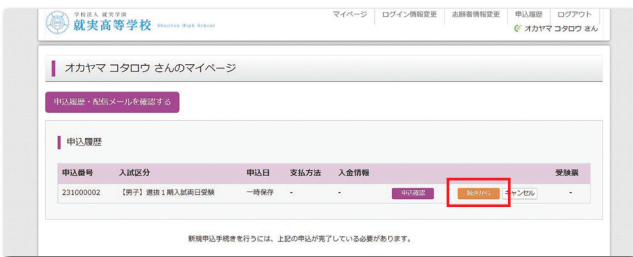 学校法人 就実学園
就実高等学校 Shujitsu High School
マイページ ログイン情報変更 志願者情報変更 申込履歴 ログアウト
オカヤマ コタロウ さん
オカヤマ コタロウ さんのマイページ
申込履歴・配信メールを確認する
申込履歴
申込番号 入試区分 申込日 支払方法 入金情報 受験票
231000002 【男子】選抜1期入試両日受験 一時保存 - - 申込確認 続きから キャンセル -
新規申込手続きを行うには、上記の申込が完了している必要があります。